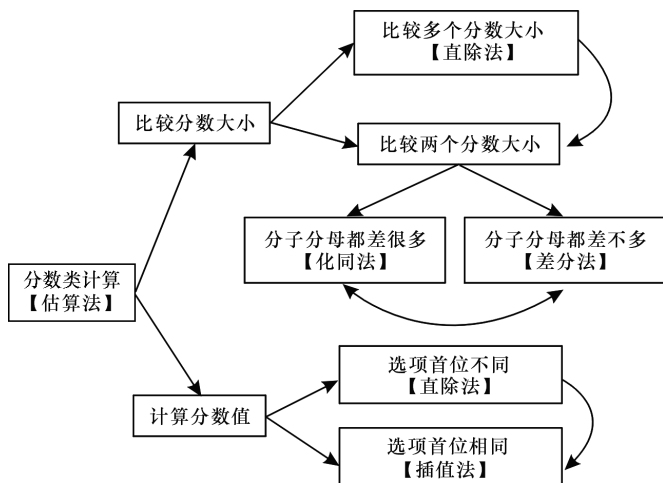 比较多个分数大小
【直除法】
比较分数大小
比较两个分数大小
分子分母都差很多
【化同法】
分子分母都差不多
【差分法】
分数类计算
【估算法】
选项首位不同
【直除法】
计算分数值
选项首位相同
【插值法】